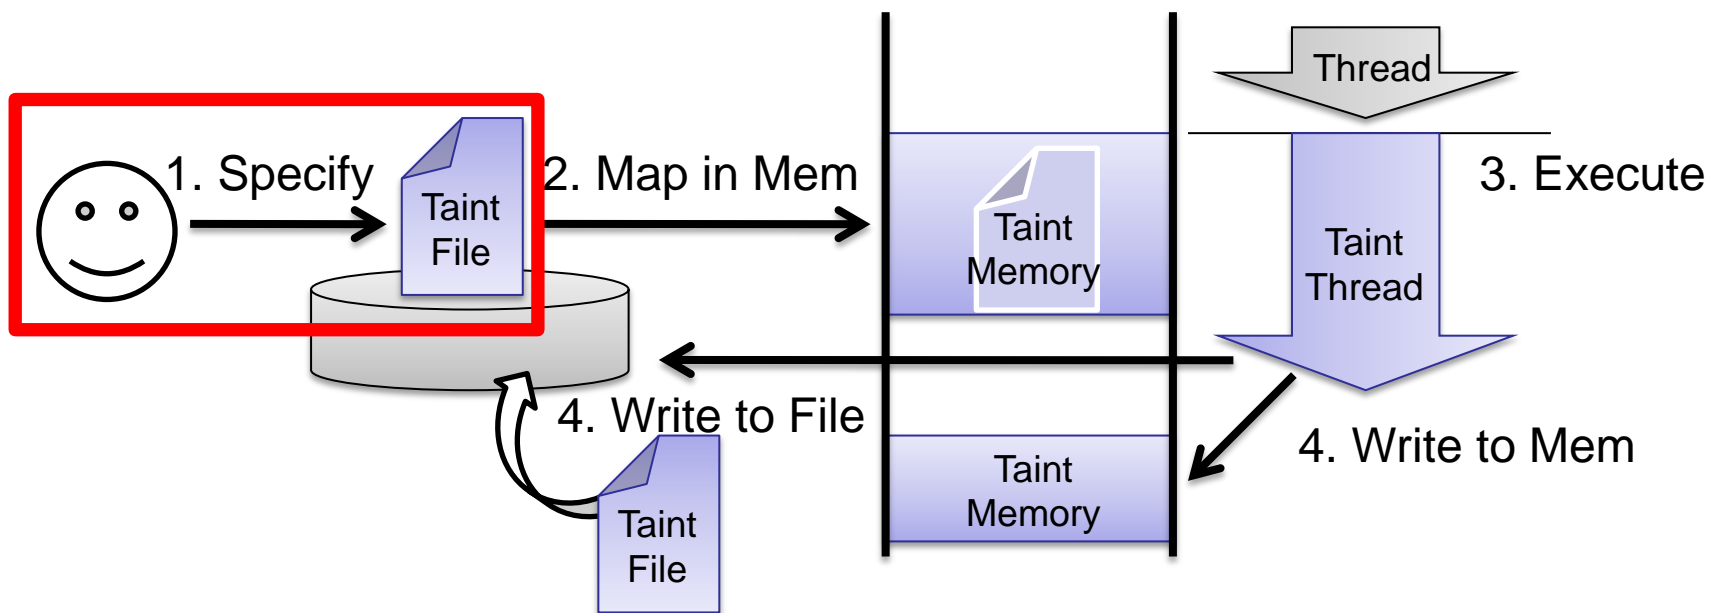 Thread
1. Specify
2. Map in Mem
3. Execute
Taint
File
Taint
Memory
Taint
Thread
4. Write to File
4. Write to Mem
Taint
Memory
Taint
File